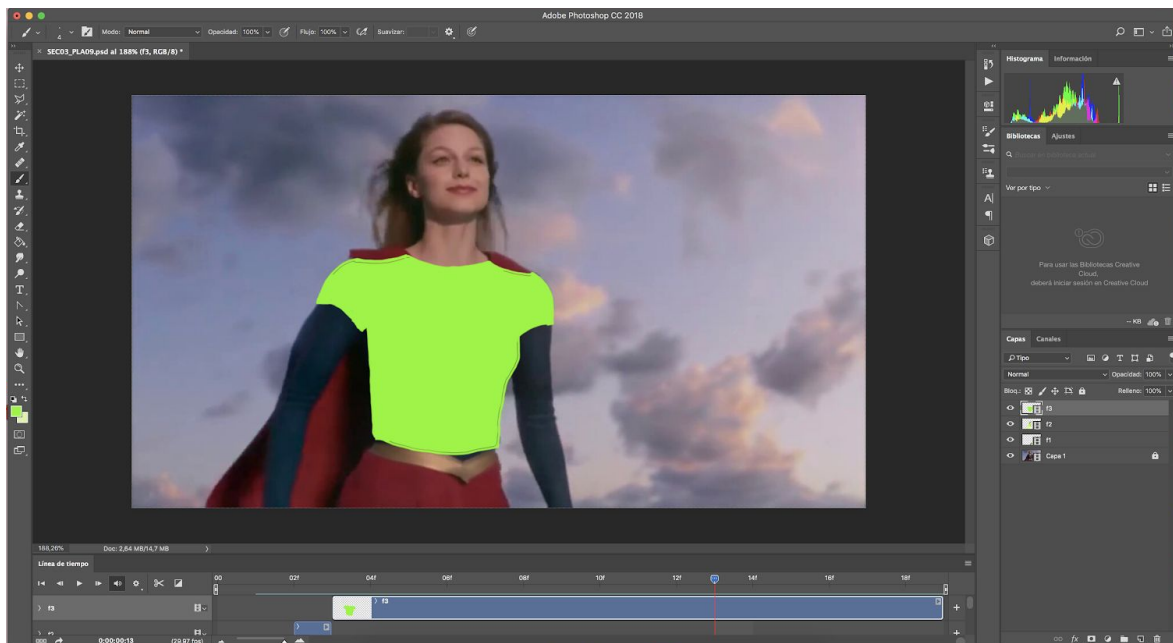 Adobe Photoshop CC 2018
Modo: Normal Opacidad: 100% Flujo: 100% Suavizar:
× SEC03_PLA09.psd al 188% (f3, RGB/8) *
Histograma Información
Bibliotecas Ajustes
Ver por tipo
Para usar las Bibliotecas Creative
Cloud,
deberá iniciar sesión en Creative Cloud
-- KB
Capas Canales
Tipo
Normal Opacidad: 100%
Bloq.: Relleno: 100%
f3
f2
f1
Capa 1
188,26% Doc: 2,64 MB/14,7 MB
Línea de tiempo
00 02f 04f 06f 08f 10f 12f 14f 16f 18f
f3 f3
0:00:00:13 (29,97 fps)
fx